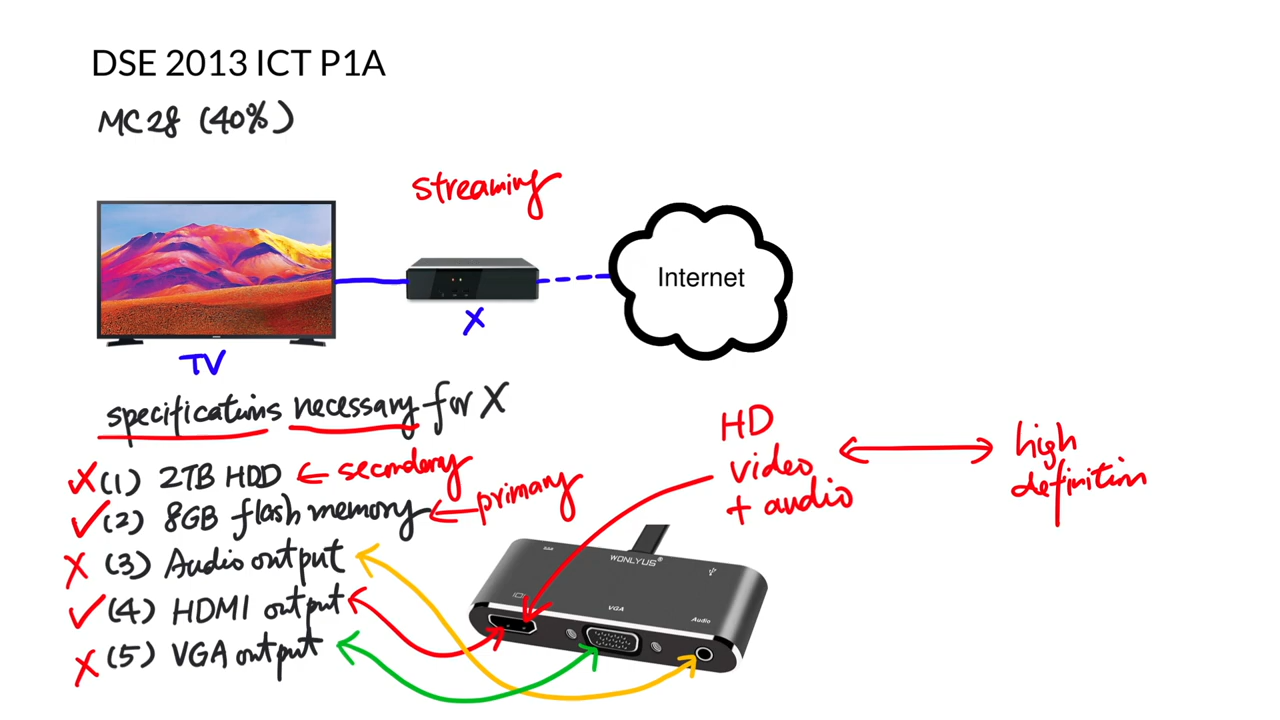 DSE 2013 ICT P1A
MC28 (40%)
streaming
Internet
X
TV
specifications necessary for X
(1) 2TB HDD ← secondary
(2) 8GB flash memory ← primary
(3) Audio output
(4) HDMI output
(5) VGA output
HD
video
+ audio
high
definition
WONLYUS®
VGA
Audio